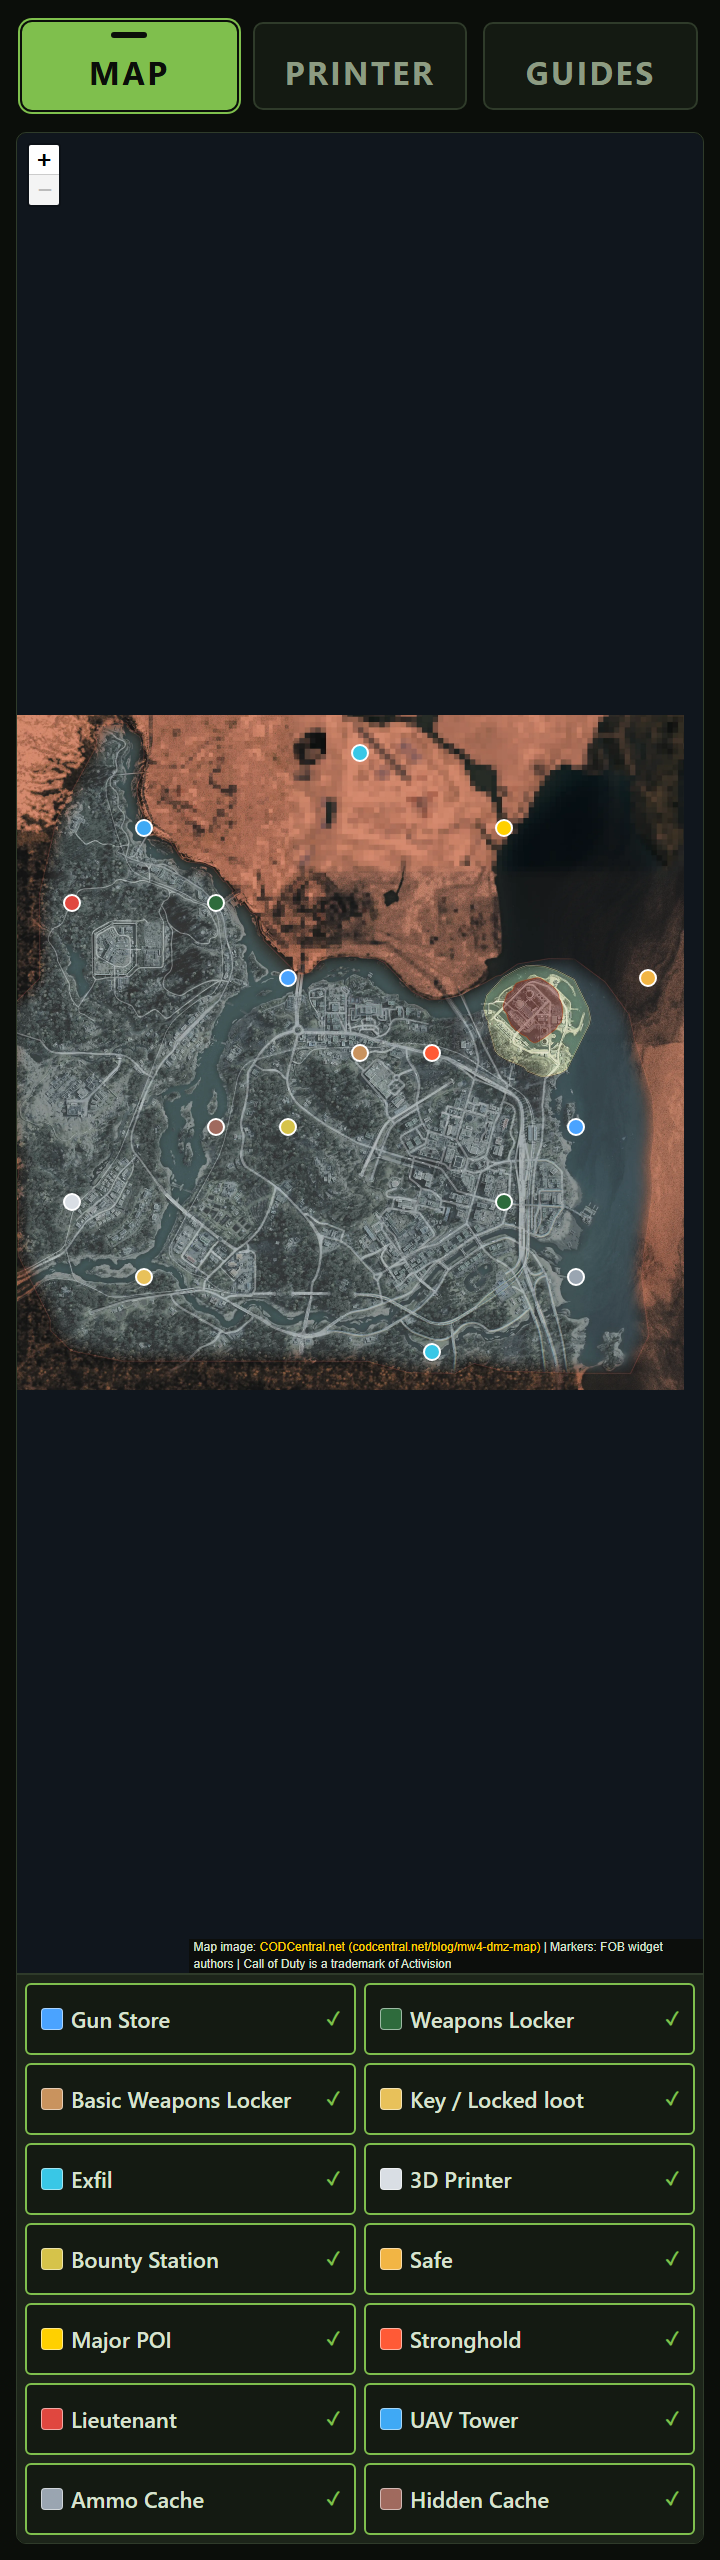 MAP
PRINTER
GUIDES
+
−
Map image: CODCentral.net (codcentral.net/blog/mw4-dmz-map) | Markers: FOB widget
authors | Call of Duty is a trademark of Activision
Gun Store ✓
Weapons Locker ✓
Basic Weapons Locker ✓
Key / Locked loot ✓
Exfil ✓
3D Printer ✓
Bounty Station ✓
Safe ✓
Major POI ✓
Stronghold ✓
Lieutenant ✓
UAV Tower ✓
Ammo Cache ✓
Hidden Cache ✓